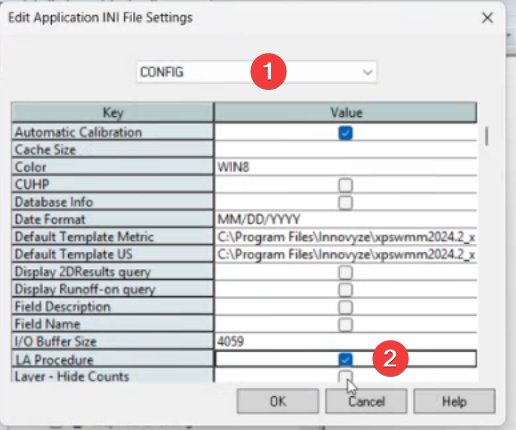 Edit Application INI File Settings
CONFIG
1
Key Value
Automatic Calibration
Cache Size
Color WIN8
CUHP
Database Info
Date Format MM/DD/YYYY
Default Template Metric C:\Program Files\Innovyze\xpswmm2024.2_x
Default Template US C:\Program Files\Innovyze\xpswmm2024.2_x
Display 2DResults query
Display Runoff-on query
Field Description
Field Name
I/O Buffer Size 4059
LA Procedure 2
Layer - Hide Counts
OK Cancel Help